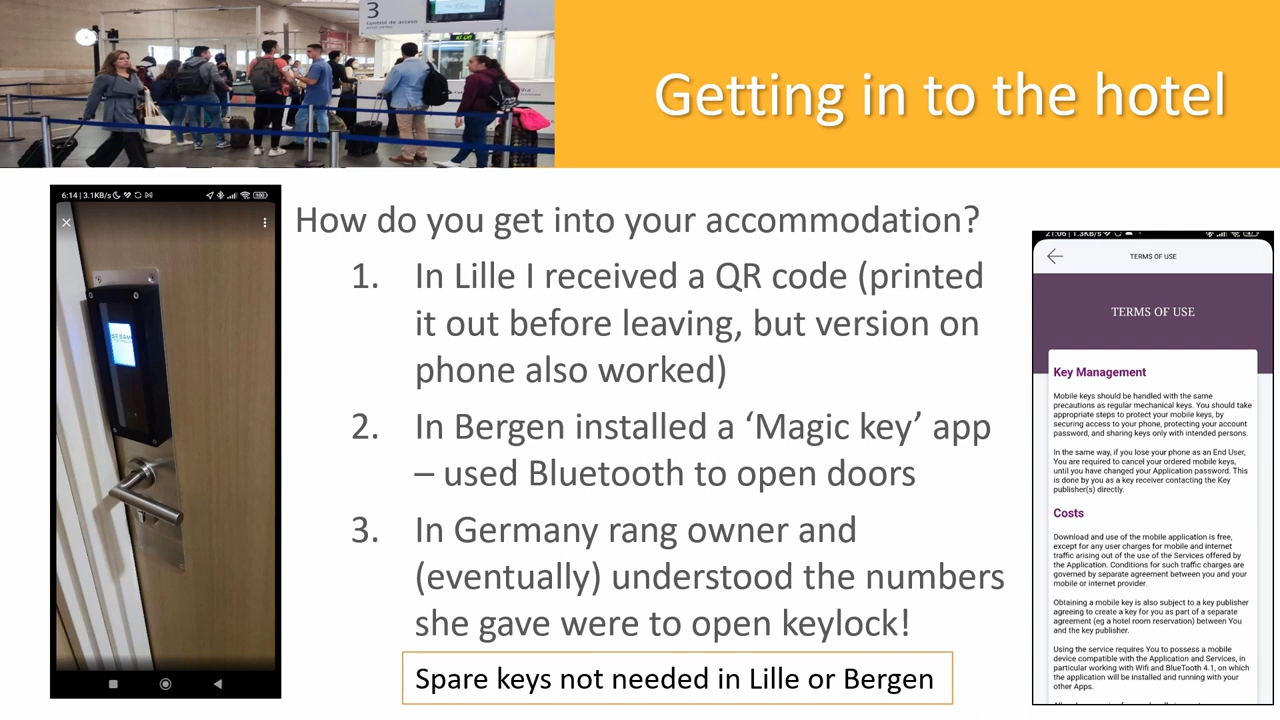 3
Control de acceso
Getting in to the hotel
6:14 | 3.1KB/s
How do you get into your accommodation?
1. In Lille I received a QR code (printed
it out before leaving, but version on
phone also worked)
2. In Bergen installed a ‘Magic key’ app
– used Bluetooth to open doors
3. In Germany rang owner and
(eventually) understood the numbers
she gave were to open keylock!
Spare keys not needed in Lille or Bergen
21:06 | 1.3KB/s
TERMS OF USE
TERMS OF USE
Key Management
Mobile keys should be handled with the same
precautions as regular mechanical keys. You should take
appropriate steps to protect your mobile keys, by
securing access to your phone, protecting your account
password, and sharing keys only with intended persons.
In the same way, if you lose your phone as an End User,
You are required to cancel your ordered mobile keys,
until you have changed your Application password. This
is done by you as a key receiver contacting the Key
publisher(s) directly.
Costs
Download and use of the mobile application is free,
except for any user charges for mobile and internet
traffic arising out of the use of the Services offered by
the Application. Conditions for such traffic charges are
governed by separate agreement between you and your
mobile or internet provider.
Obtaining a mobile key is also subject to a key publisher
agreeing to create a key for you as part of a separate
agreement (eg a hotel room reservation) between You
and the key publisher.
Using the service requires You to possess a mobile
device compatible with the Application and Services, in
particular working with Wifi and BlueTooth 4.1, on which
the application will be installed and running with your
other Apps.